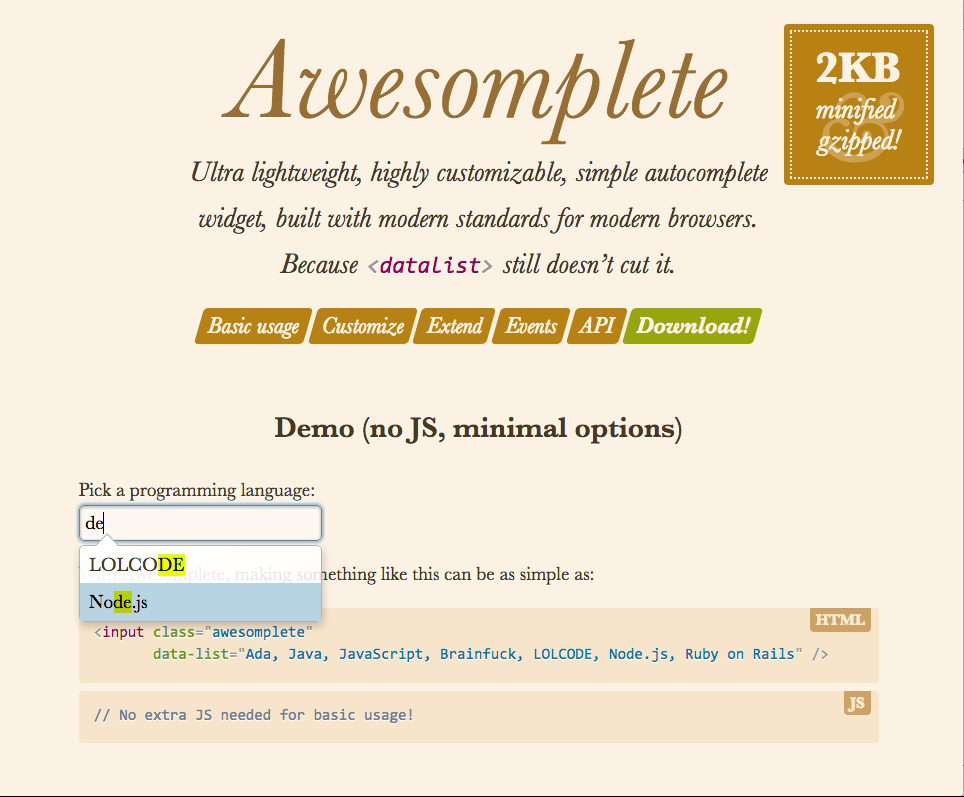 Awesomplete
2KB
minified
&
gzipped!
Ultra lightweight, highly customizable, simple autocomplete
widget, built with modern standards for modern browsers.
Because <datalist> still doesn’t cut it.
Basic usage Customize Extend Events API Download!
Demo (no JS, minimal options)
Pick a programming language:
de
LOLCODE
With Awesomplete, making something like this can be as simple as:
Node.js
HTML
<input class="awesomplete"
data-list="Ada, Java, JavaScript, Brainfuck, LOLCODE, Node.js, Ruby on Rails" />
JS
// No extra JS needed for basic usage!